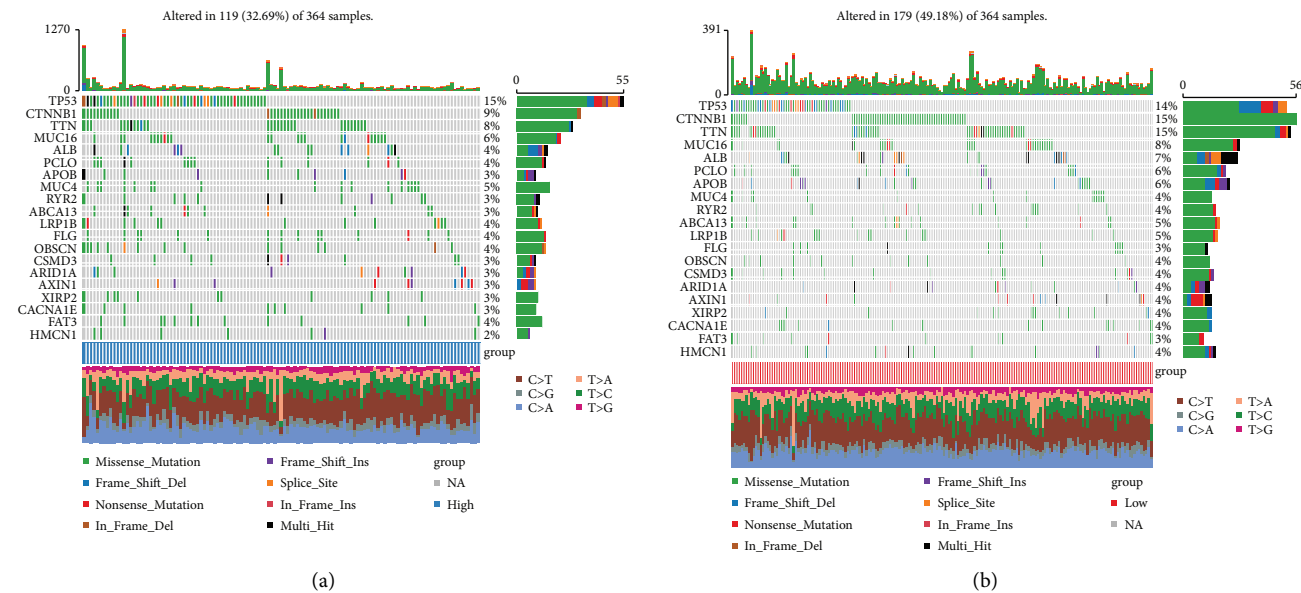 Altered in 119 (32.69%) of 364 samples.
1270
0
0 55
TP53 15%
CTNNB1 9%
TTN 8%
MUC16 6%
ALB 4%
PCLO 4%
APOB 3%
MUC4 5%
RYR2 3%
ABCA13 3%
LRP1B 4%
FLG 4%
OBSCN 4%
CSMD3 3%
ARID1A 3%
AXIN1 3%
XIRP2 3%
CACNA1E 3%
FAT3 4%
HMCN1 2%
group
C>T T>A
C>G T>C
C>A T>G
Missense_Mutation Frame_Shift_Ins group
Frame_Shift_Del Splice_Site NA
Nonsense_Mutation In_Frame_Ins High
In_Frame_Del Multi_Hit
(a)
Altered in 179 (49.18%) of 364 samples.
391
0
0 56
TP53 14%
CTNNB1 15%
TTN 15%
MUC16 8%
ALB 7%
PCLO 6%
APOB 6%
MUC4 4%
RYR2 4%
ABCA13 5%
LRP1B 5%
FLG 3%
OBSCN 4%
CSMD3 4%
ARID1A 4%
AXIN1 4%
XIRP2 4%
CACNA1E 4%
FAT3 3%
HMCN1 4%
group
C>T T>A
C>G T>C
C>A T>G
Missense_Mutation Frame_Shift_Ins group
Frame_Shift_Del Splice_Site Low
Nonsense_Mutation In_Frame_Ins NA
In_Frame_Del Multi_Hit
(b)